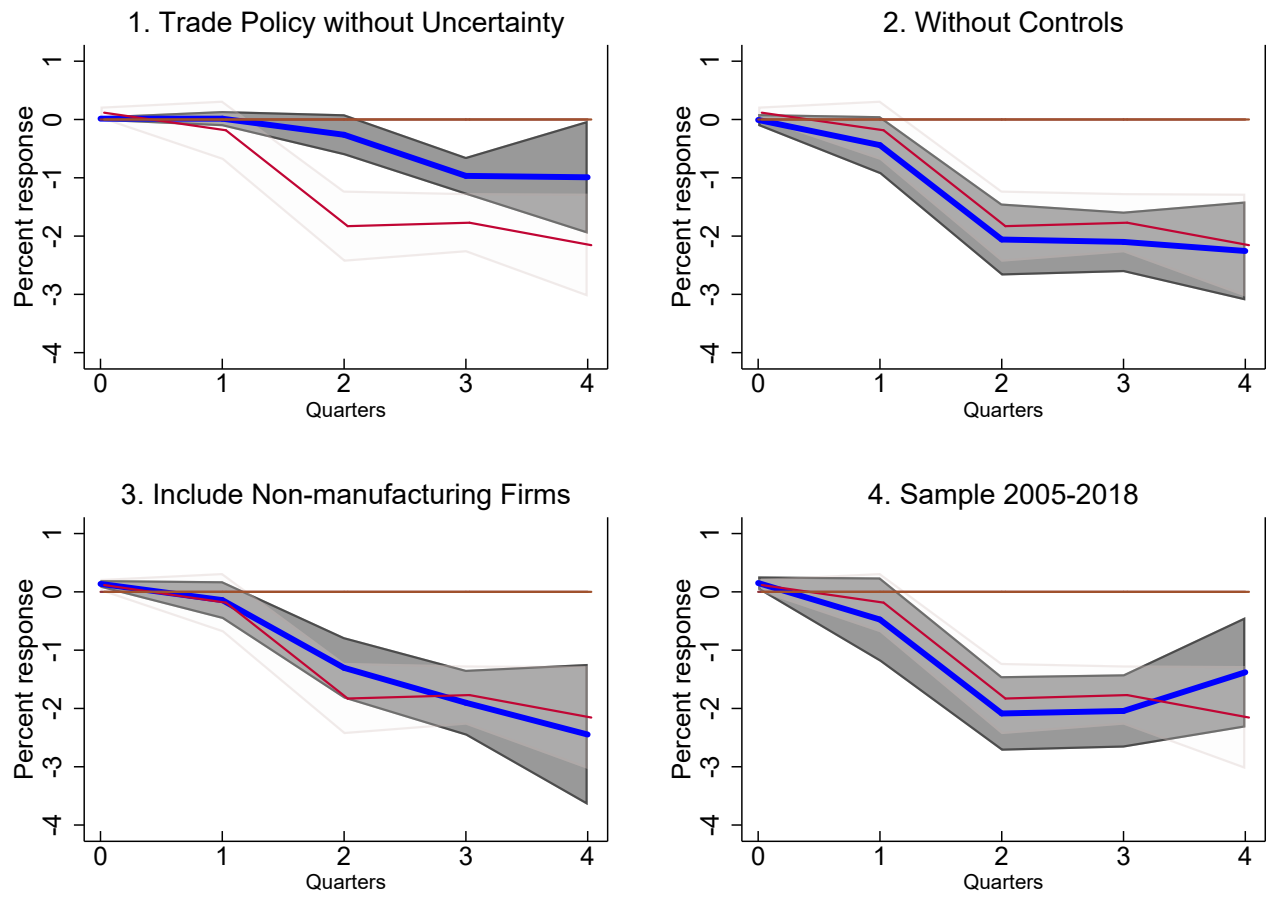 1. Trade Policy without Uncertainty
Percent response
1
0
-1
-2
-3
-4
0 1 2 3 4
Quarters
2. Without Controls
Percent response
1
0
-1
-2
-3
-4
0 1 2 3 4
Quarters
3. Include Non-manufacturing Firms
Percent response
1
0
-1
-2
-3
-4
0 1 2 3 4
Quarters
4. Sample 2005-2018
Percent response
1
0
-1
-2
-3
-4
0 1 2 3 4
Quarters